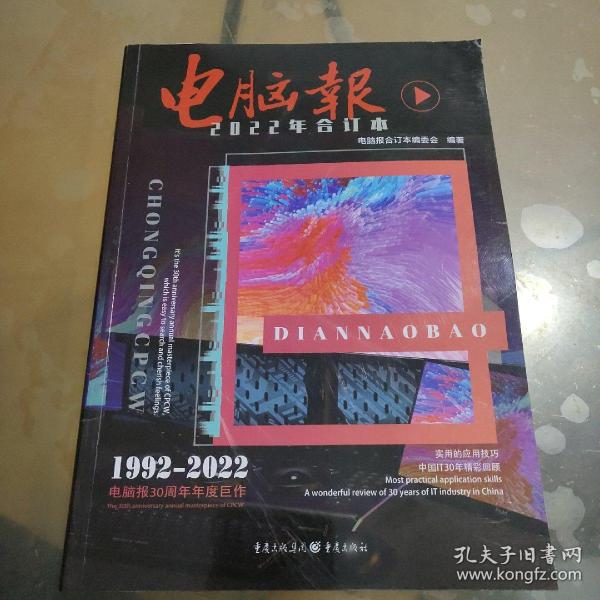 电脑報
2022年合订本
电脑报合订本编委会 编著
CHONGQING CPCW
It's the 30th anniversary annual masterpiece of CPCW
which is easy to search and cherish feelings.
DIANNAOBAO
1992-2022
电脑报30周年年度巨作
The 30th anniversary annual masterpiece of CPCW
实用的应用技巧
中国IT30年精彩回顾
Most practical application skills
A wonderful review of 30 years of IT industry in China
重庆出版集团 重庆出版社
孔夫子旧书网
www.kongfz.com